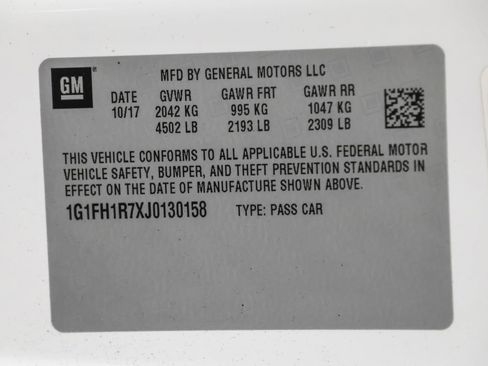 GM
MFD BY GENERAL MOTORS LLC
DATE GVWR GAWR FRT GAWR RR
10/17 2042 KG 995 KG 1047 KG
4502 LB 2193 LB 2309 LB
THIS VEHICLE CONFORMS TO ALL APPLICABLE U.S. FEDERAL MOTOR
VEHICLE SAFETY, BUMPER, AND THEFT PREVENTION STANDARDS IN
EFFECT ON THE DATE OF MANUFACTURE SHOWN ABOVE.
1G1FH1R7XJ0130158 TYPE: PASS CAR